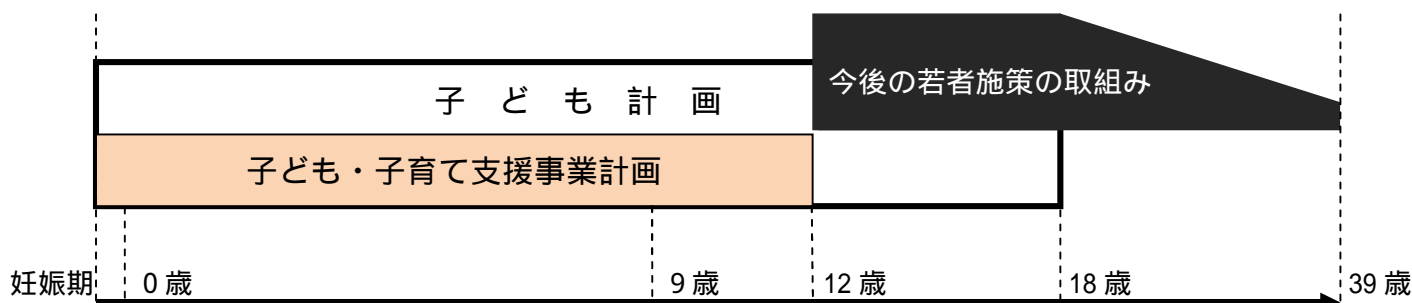 今後の若者施策の取組み
子ども計画
子ども・子育て支援事業計画
妊娠期 0歳 9歳 12歳 18歳 39歳